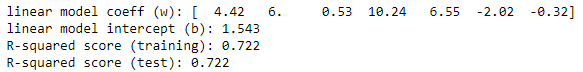 linear model coeff (w): [  4.42   6.     0.53  10.24   6.55  -2.02  -0.32]
linear model intercept (b): 1.543
R-squared score (training): 0.722
R-squared score (test): 0.722